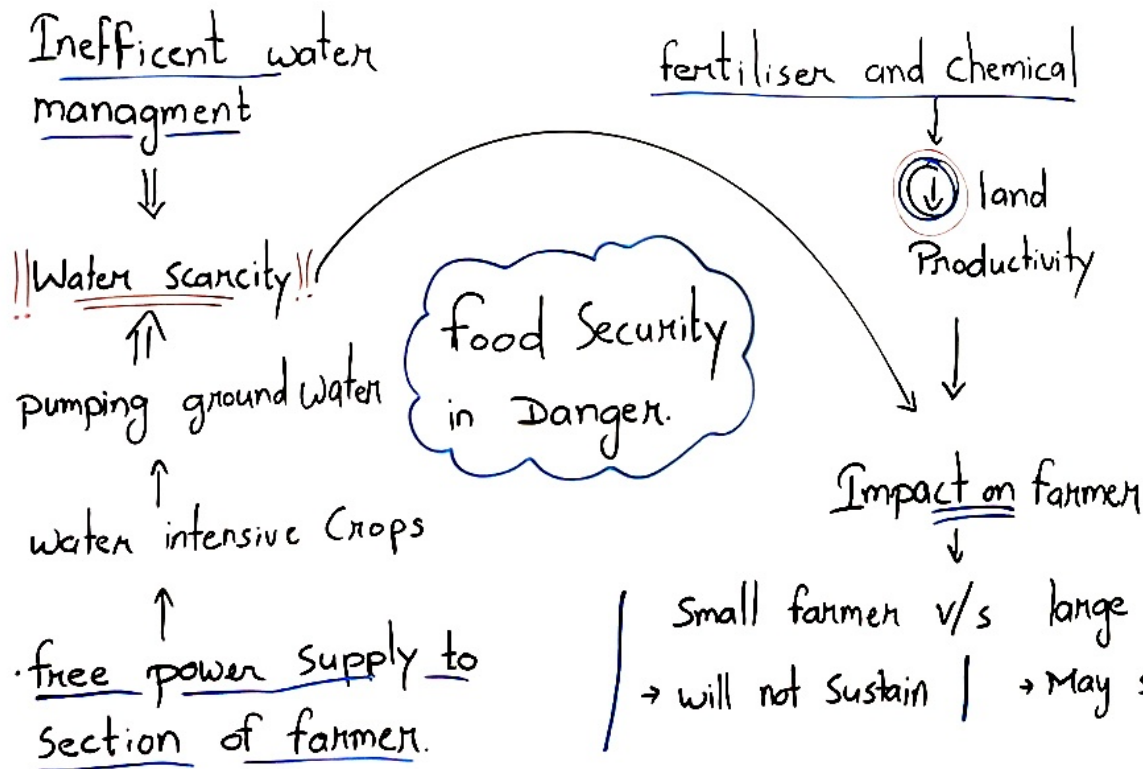 Inefficent water
managment
!!Water scarcity!!
pumping ground water
water intensive Crops
.free power supply to
section of farmer.
food Security
in Danger.
fertiliser and chemical
↓ land
Productivity
Impact on farmer
Small farmer v/s large
→ will not sustain | → May